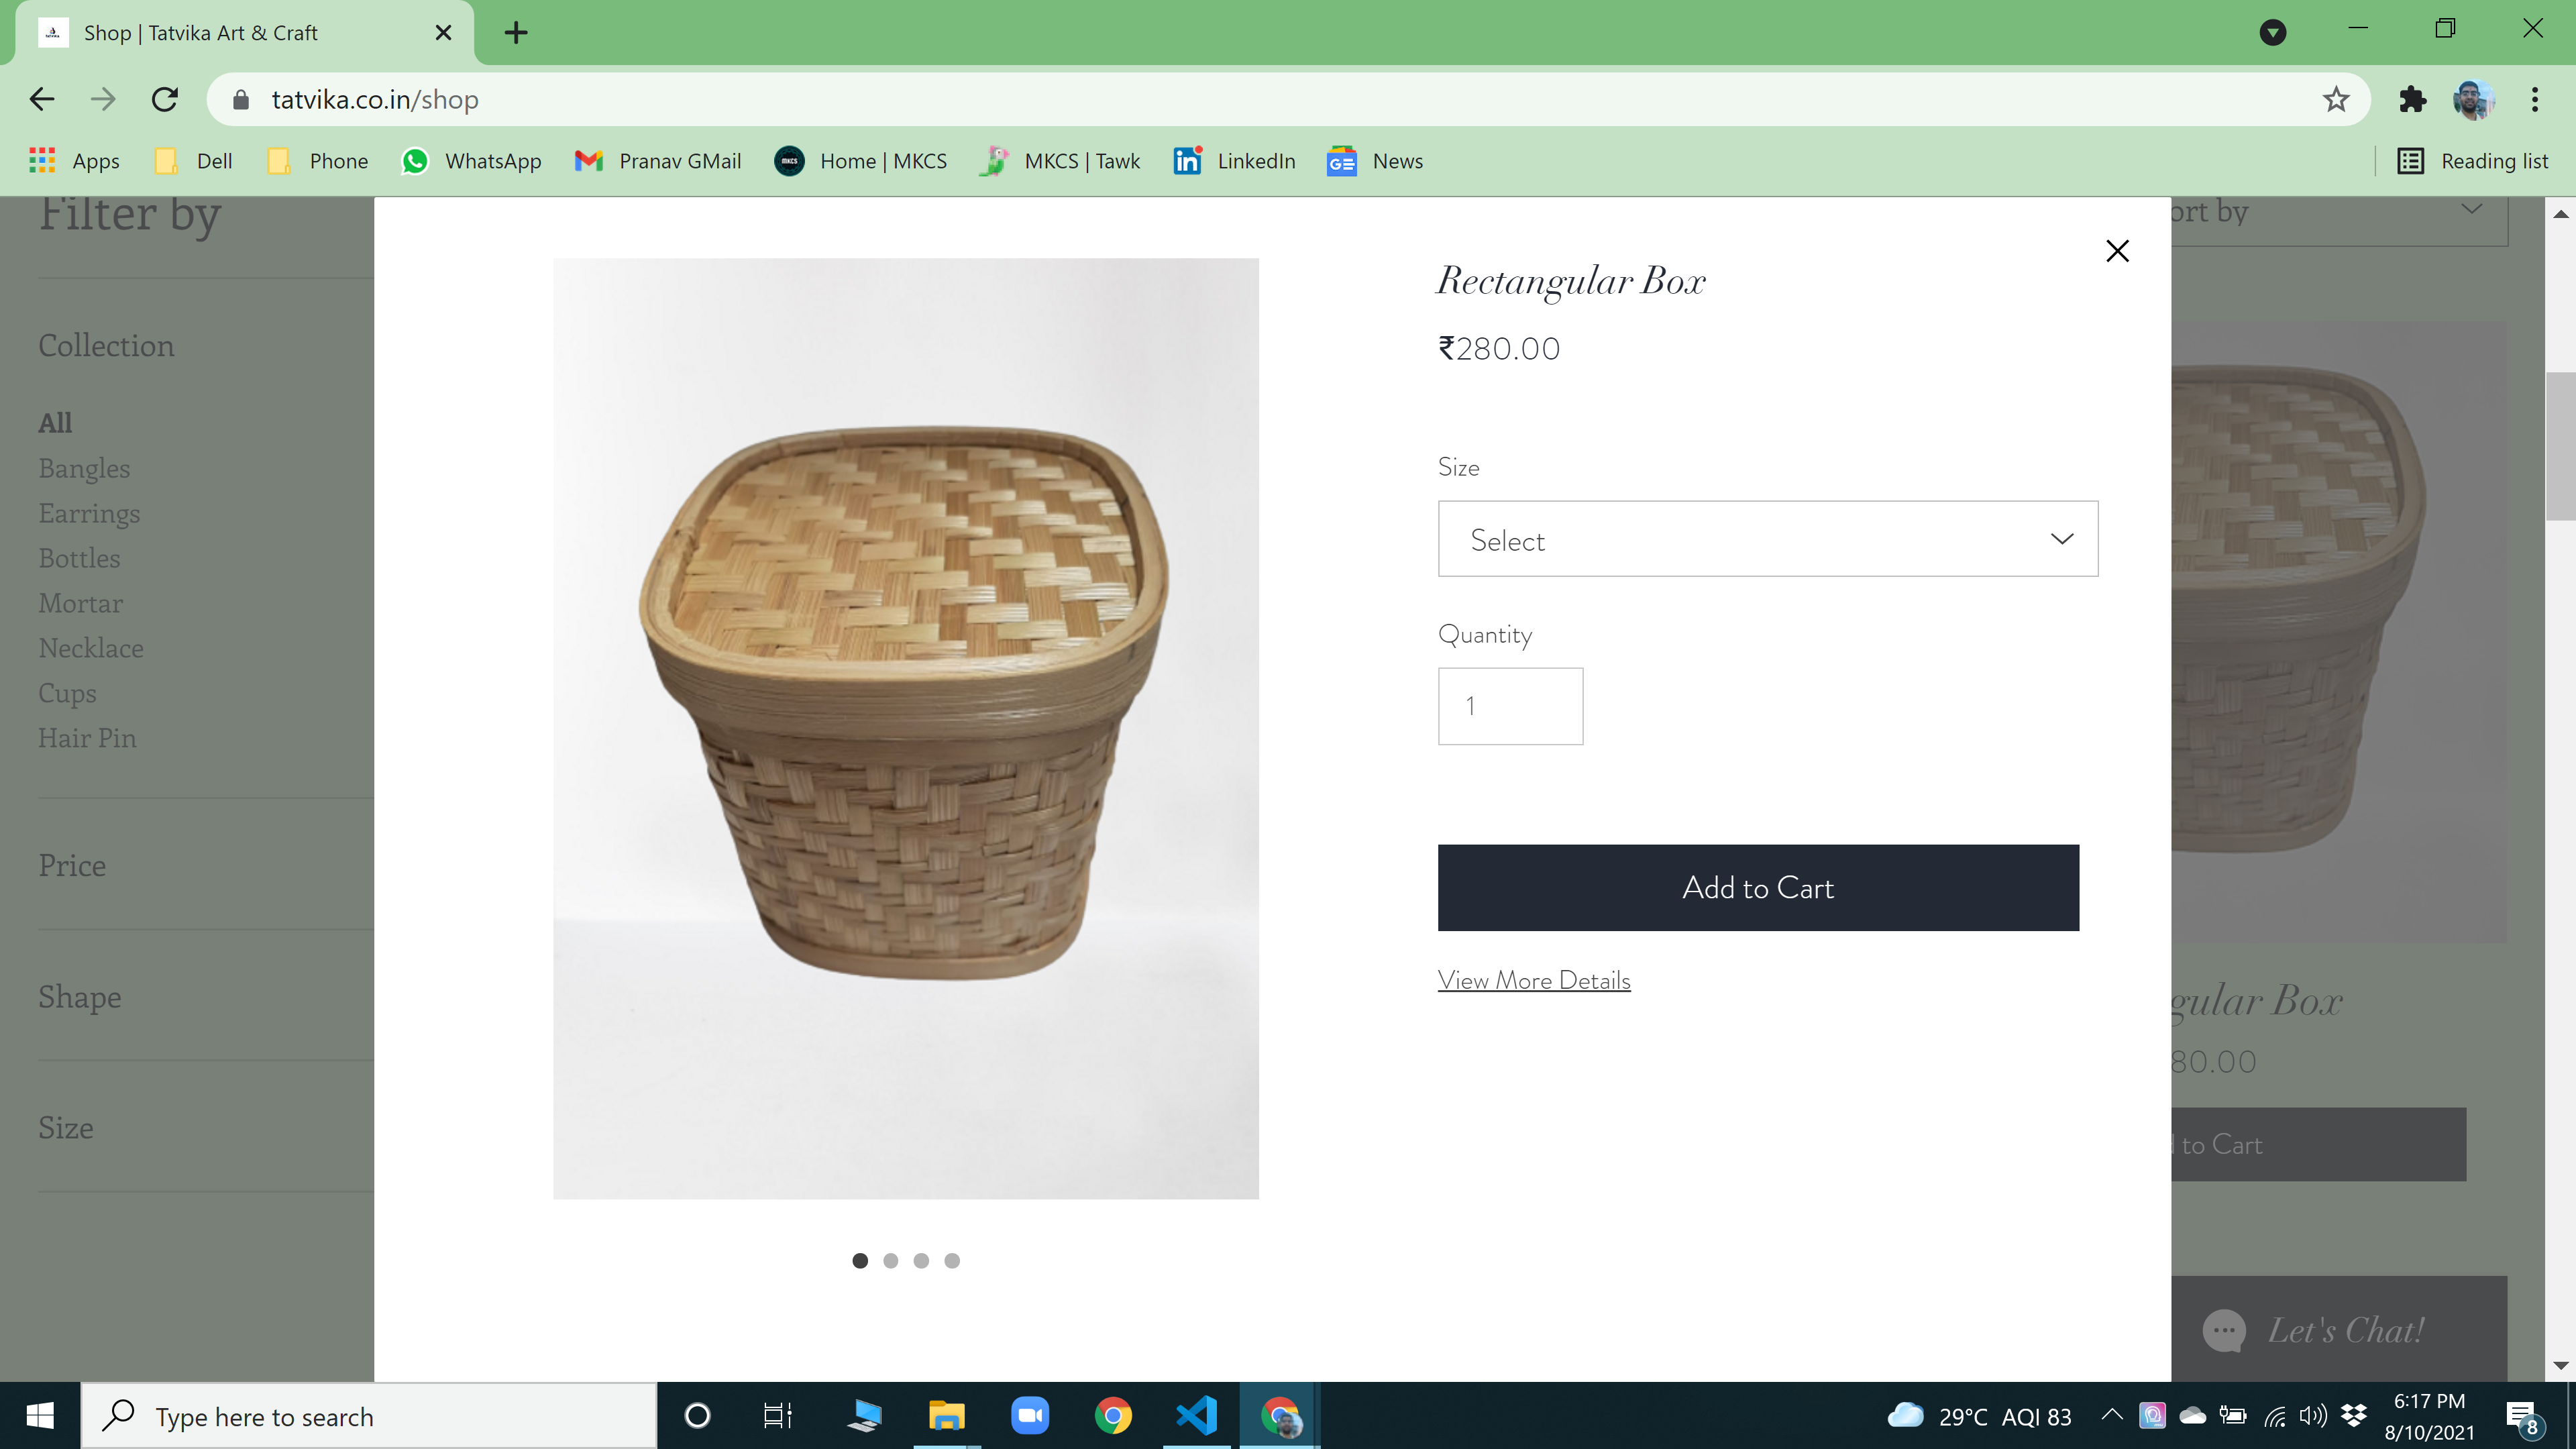 Shop | Tatvika Art & Craft
tatvika.co.in/shop
Apps Dell Phone WhatsApp Pranav GMail Home | MKCS MKCS | Tawk LinkedIn News Reading list
Filter by
Collection
All
Bangles
Earrings
Bottles
Mortar
Necklace
Cups
Hair Pin
Price
Shape
Size
Rectangular Box
₹280.00
Size
Select
Quantity
1
Add to Cart
View More Details
ort by
gular Box
80.00
to Cart
Let's Chat!
Type here to search
29°C AQI 83
6:17 PM
8/10/2021
8